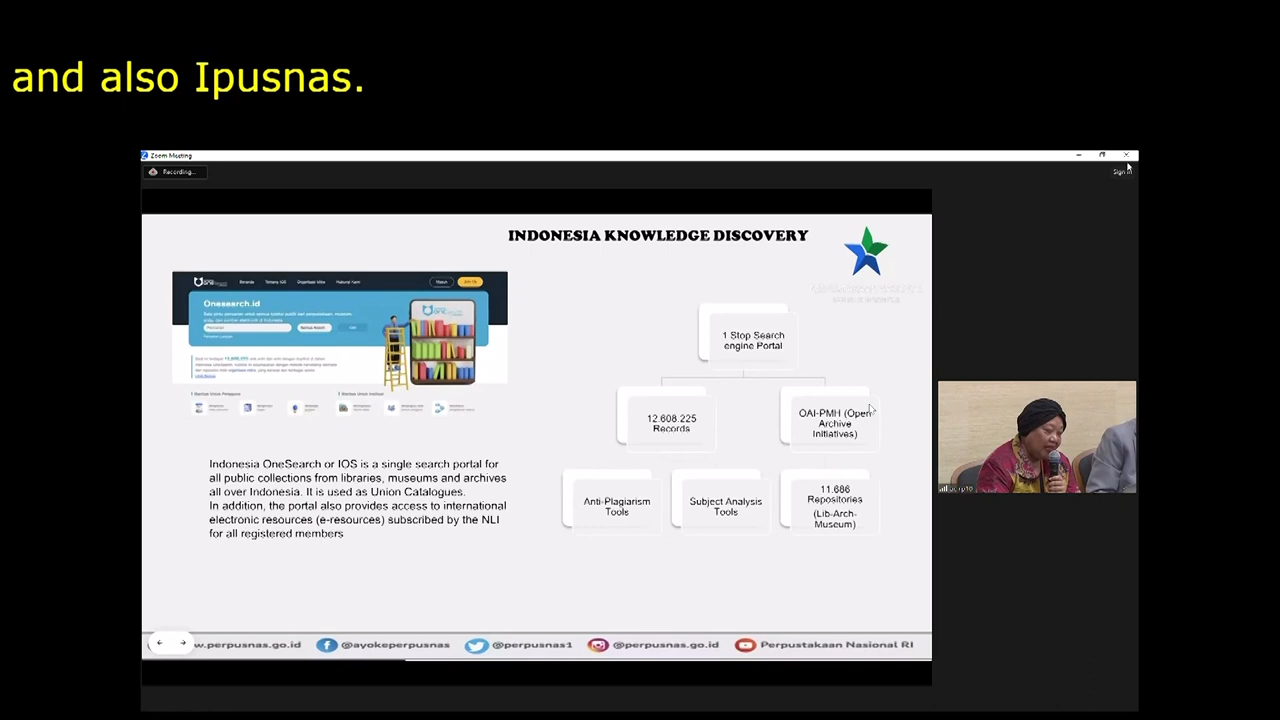 and also Ipusnas.
Zoom Meeting
Recording...
Sign in
INDONESIA KNOWLEDGE DISCOVERY
Beranda Tentang IOS
Masuk
Onesearch.id
Pencarian
1 Stop Search
engine Portal
12.608.225
Records
OAI-PMH (Open
Archive
Initiatives)
Anti-Plagiarism
Tools
Subject Analysis
Tools
11.686
Repositories
(Lib-Arch-
Museum)
Indonesia OneSearch or IOS is a single search portal for
all public collections from libraries, museums and archives
all over Indonesia. It is used as Union Catalogues.
In addition, the portal also provides access to international
electronic resources (e-resources) subscribed by the NLI
for all registered members
w.perpusnas.go.id @ayokeperpusnas @perpusnas1 @perpusnas.go.id Perpustakaan Nasional RI